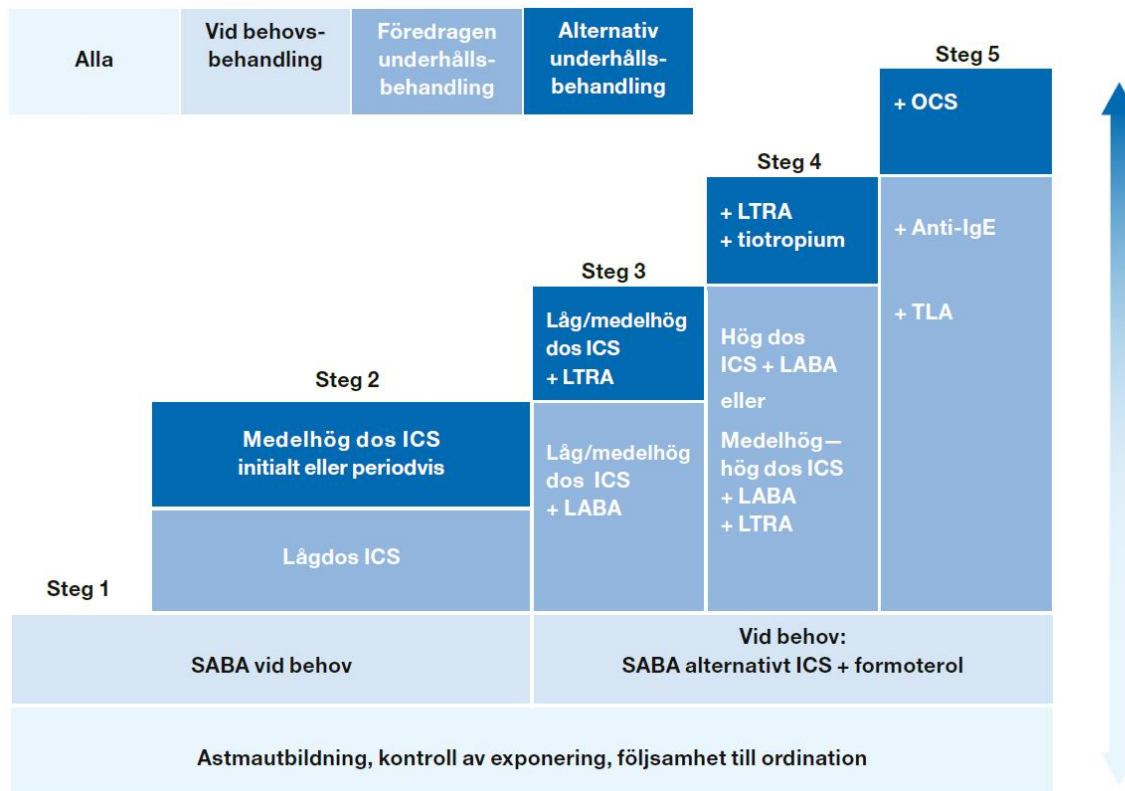 Alla
Vid behovs-
behandling
Föredragen
underhålls-
behandling
Alternativ
underhålls-
behandling
Steg 5
+ OCS
+ Anti-IgE
+ TLA
Steg 4
+ LTRA
+ tiotropium
Hög dos
ICS + LABA
eller
Medelhög—
hög dos ICS
+ LABA
+ LTRA
Steg 3
Låg/medelhög
dos ICS
+ LTRA
Låg/medelhög
dos ICS
+ LABA
Steg 2
Medelhög dos ICS
initialt eller periodvis
Lågdos ICS
Steg 1
SABA vid behov
Vid behov:
SABA alternativt ICS + formoterol
Astmautbildning, kontroll av exponering, följsamhet till ordination